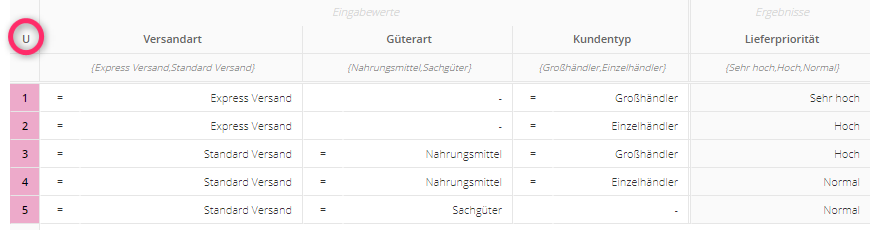 Eingabewerte Ergebnisse
U Versandart Güterart Kundentyp Lieferpriorität
{Express Versand,Standard Versand} {Nahrungsmittel,Sachgüter} {Großhändler,Einzelhändler} {Sehr hoch,Hoch,Normal}
1 = Express Versand - = Großhändler Sehr hoch
2 = Express Versand - = Einzelhändler Hoch
3 = Standard Versand = Nahrungsmittel = Großhändler Hoch
4 = Standard Versand = Nahrungsmittel = Einzelhändler Normal
5 = Standard Versand = Sachgüter - Normal